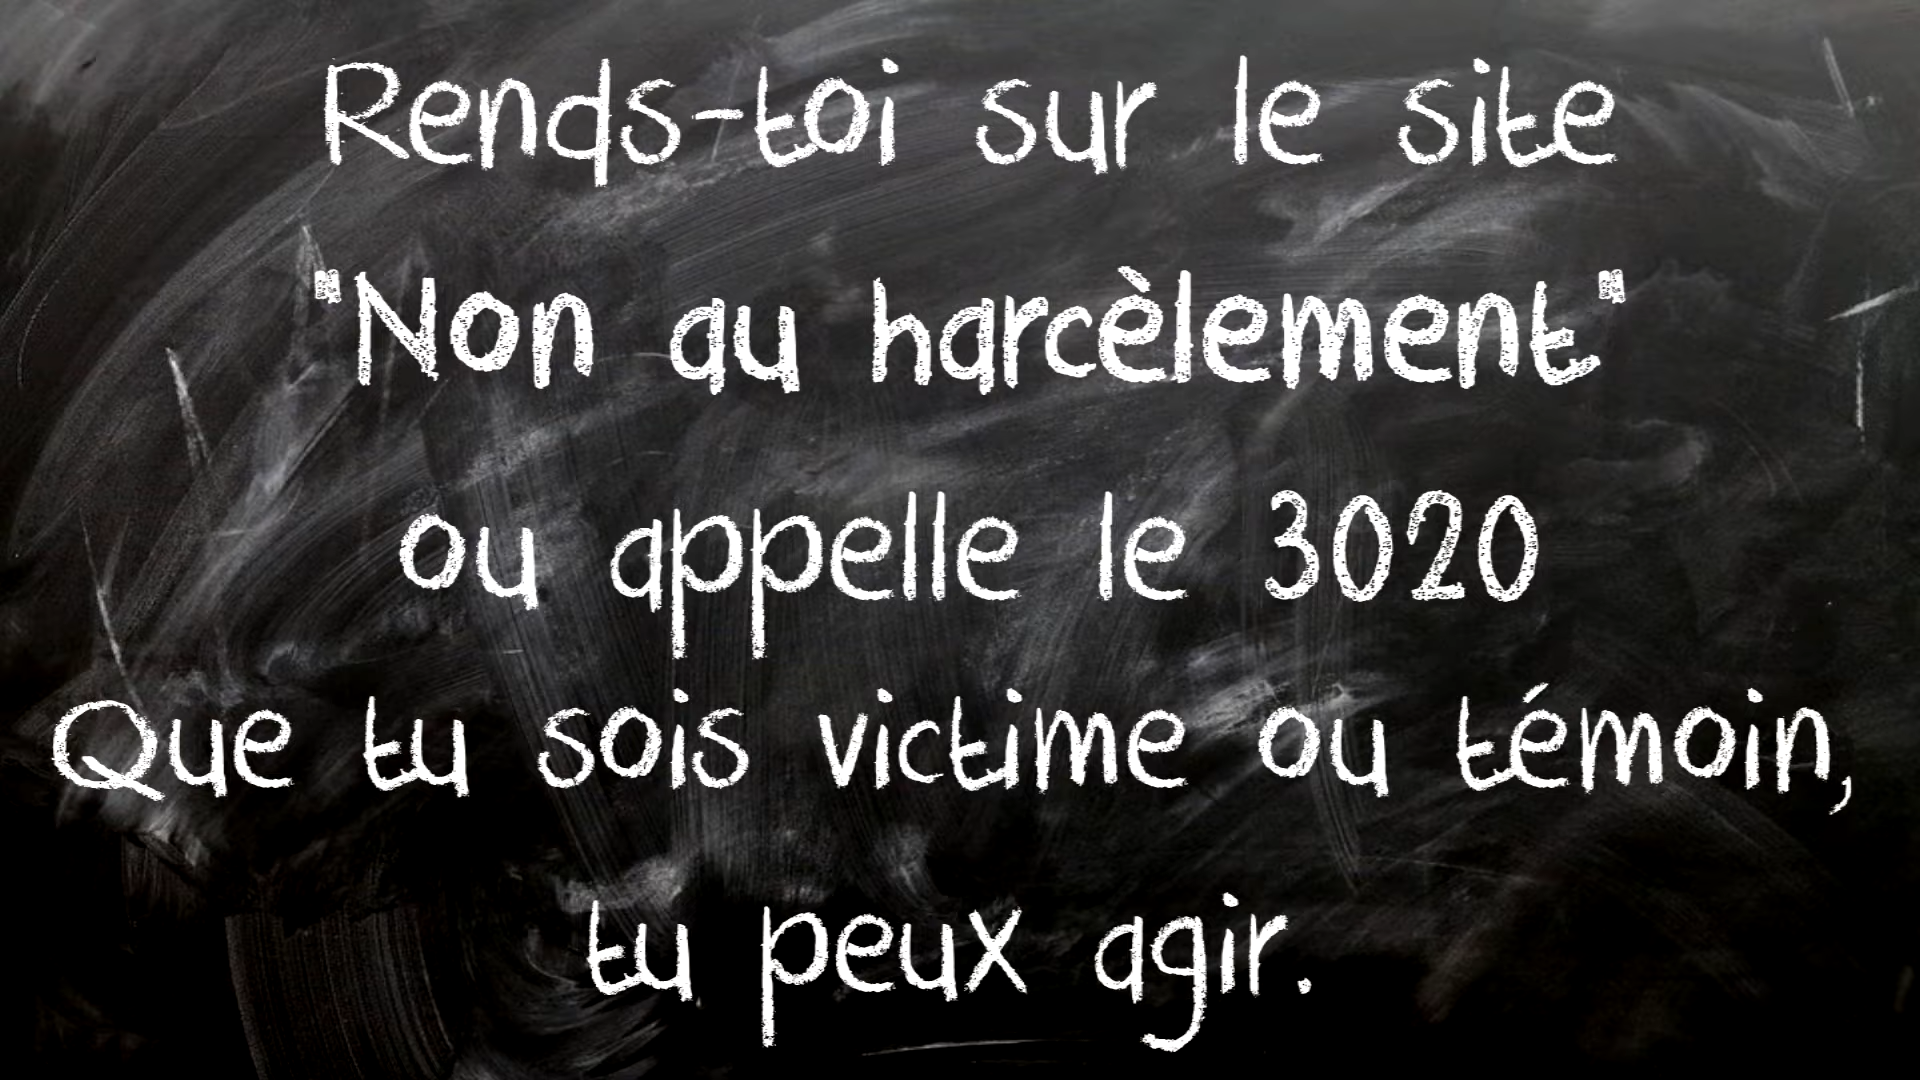 Rends-toi sur le site
"Non au harcèlement"
ou appelle le 3020
Que tu sois victime ou témoin,
tu peux agir.